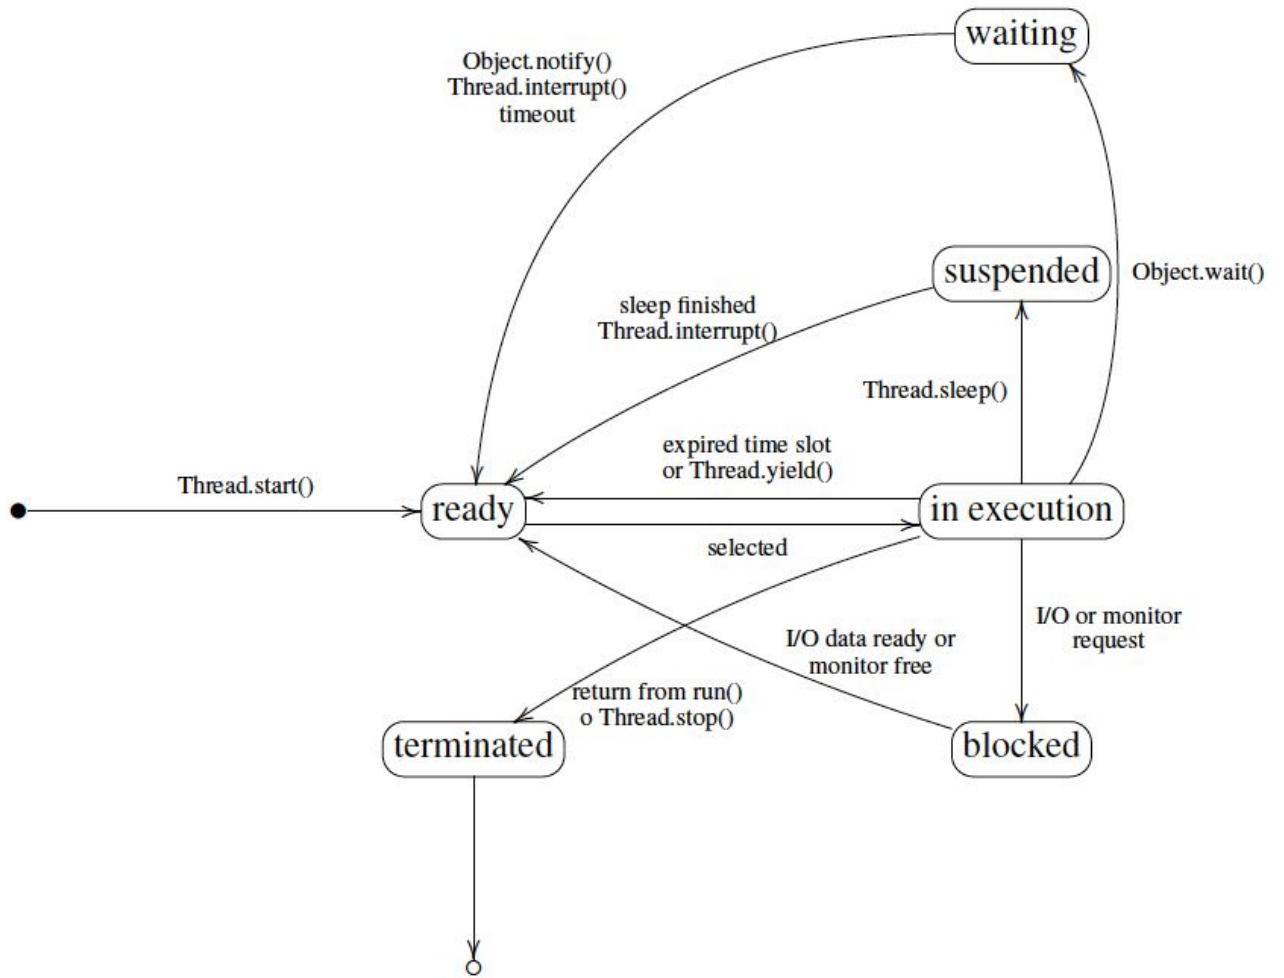 waiting
Object.notify()
Thread.interrupt()
timeout
suspended
Object.wait()
sleep finished
Thread.interrupt()
Thread.sleep()
expired time slot
or Thread.yield()
Thread.start()
ready
in execution
selected
I/O or monitor
request
I/O data ready or
monitor free
return from run()
o Thread.stop()
terminated
blocked